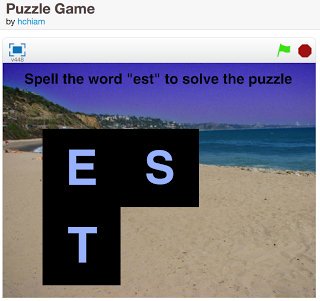 Puzzle Game
by hchiam
v448
Spell the word "est" to solve the puzzle
E S
T